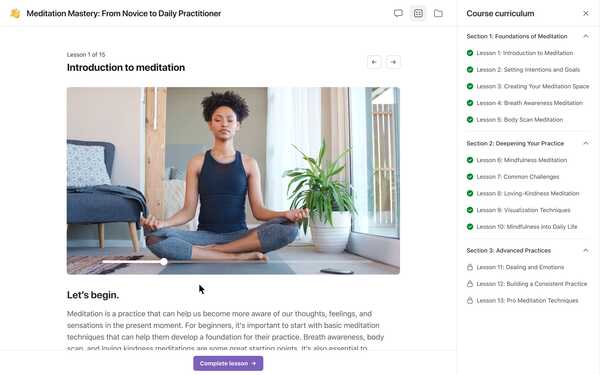 Meditation Mastery: From Novice to Daily Practitioner
Lesson 1 of 15
Introduction to meditation
Let's begin.
Meditation is a practice that can help us become more aware of our thoughts, feelings, and
sensations in the present moment. For beginners, it's important to start with basic meditation
techniques that can help them develop a foundation for their practice. Breath awareness, body
scan, and loving kindness meditations are some great starting points. It's also essential to
Complete lesson →
Course curriculum
Section 1: Foundations of Meditation
Lesson 1: Introduction to Meditation
Lesson 2: Setting Intentions and Goals
Lesson 3: Creating Your Meditation Space
Lesson 4: Breath Awareness Meditation
Lesson 5: Body Scan Meditation
Section 2: Deepening Your Practice
Lesson 6: Mindfulness Meditation
Lesson 7: Common Challenges
Lesson 8: Loving-Kindness Meditation
Lesson 9: Visualization Techniques
Lesson 10: Mindfulness into Daily Life
Section 3: Advanced Practices
Lesson 11: Dealing and Emotions
Lesson 12: Building a Consistent Practice
Lesson 13: Pro Meditation Techniques